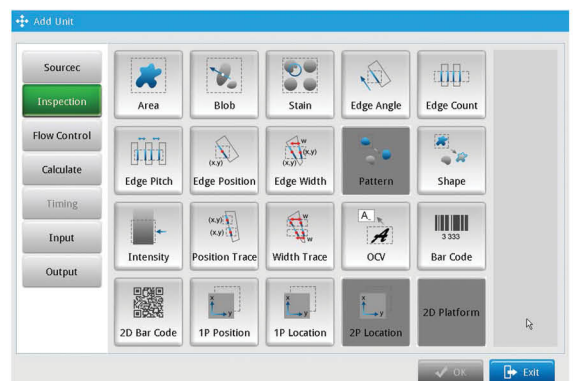 Add Unit
Sourcec
Inspection
Flow Control
Calculate
Timing
Input
Output
Area
Blob
Stain
Edge Angle
Edge Count
(x,y)
W
(x,y)
Edge Pitch
Edge Position
Edge Width
Pattern
Shape
(x,y)
(x,y)
W
W
A_
A
3 333
Intensity
Position Trace
Width Trace
OCV
Bar Code
x
y
x
y
x
y
2D Bar Code
1P Position
1P Location
2P Location
2D Platform
OK
Exit